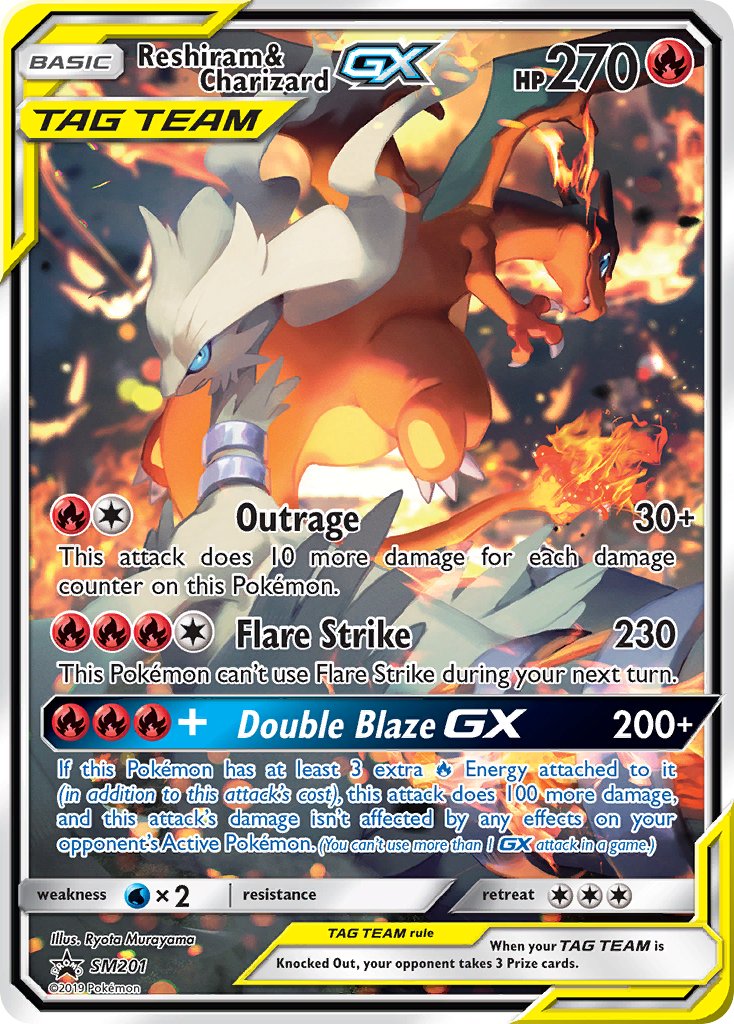 BASIC
Reshiram&
Charizard GX
HP270
TAG TEAM
Outrage 30+
This attack does 10 more damage for each damage
counter on this Pokémon.
Flare Strike 230
This Pokémon can't use Flare Strike during your next turn.
+ Double Blaze GX 200+
If this Pokémon has at least 3 extra Energy attached to it
(in addition to this attack's cost), this attack does 100 more damage,
and this attack's damage isn't affected by any effects on your
opponent's Active Pokémon. (You can't use more than 1 GX attack in a game.)
weakness ×2 resistance retreat
Illus. Ryota Murayama
SM201
©2019 Pokémon
TAG TEAM rule
When your TAG TEAM is
Knocked Out, your opponent takes 3 Prize cards.